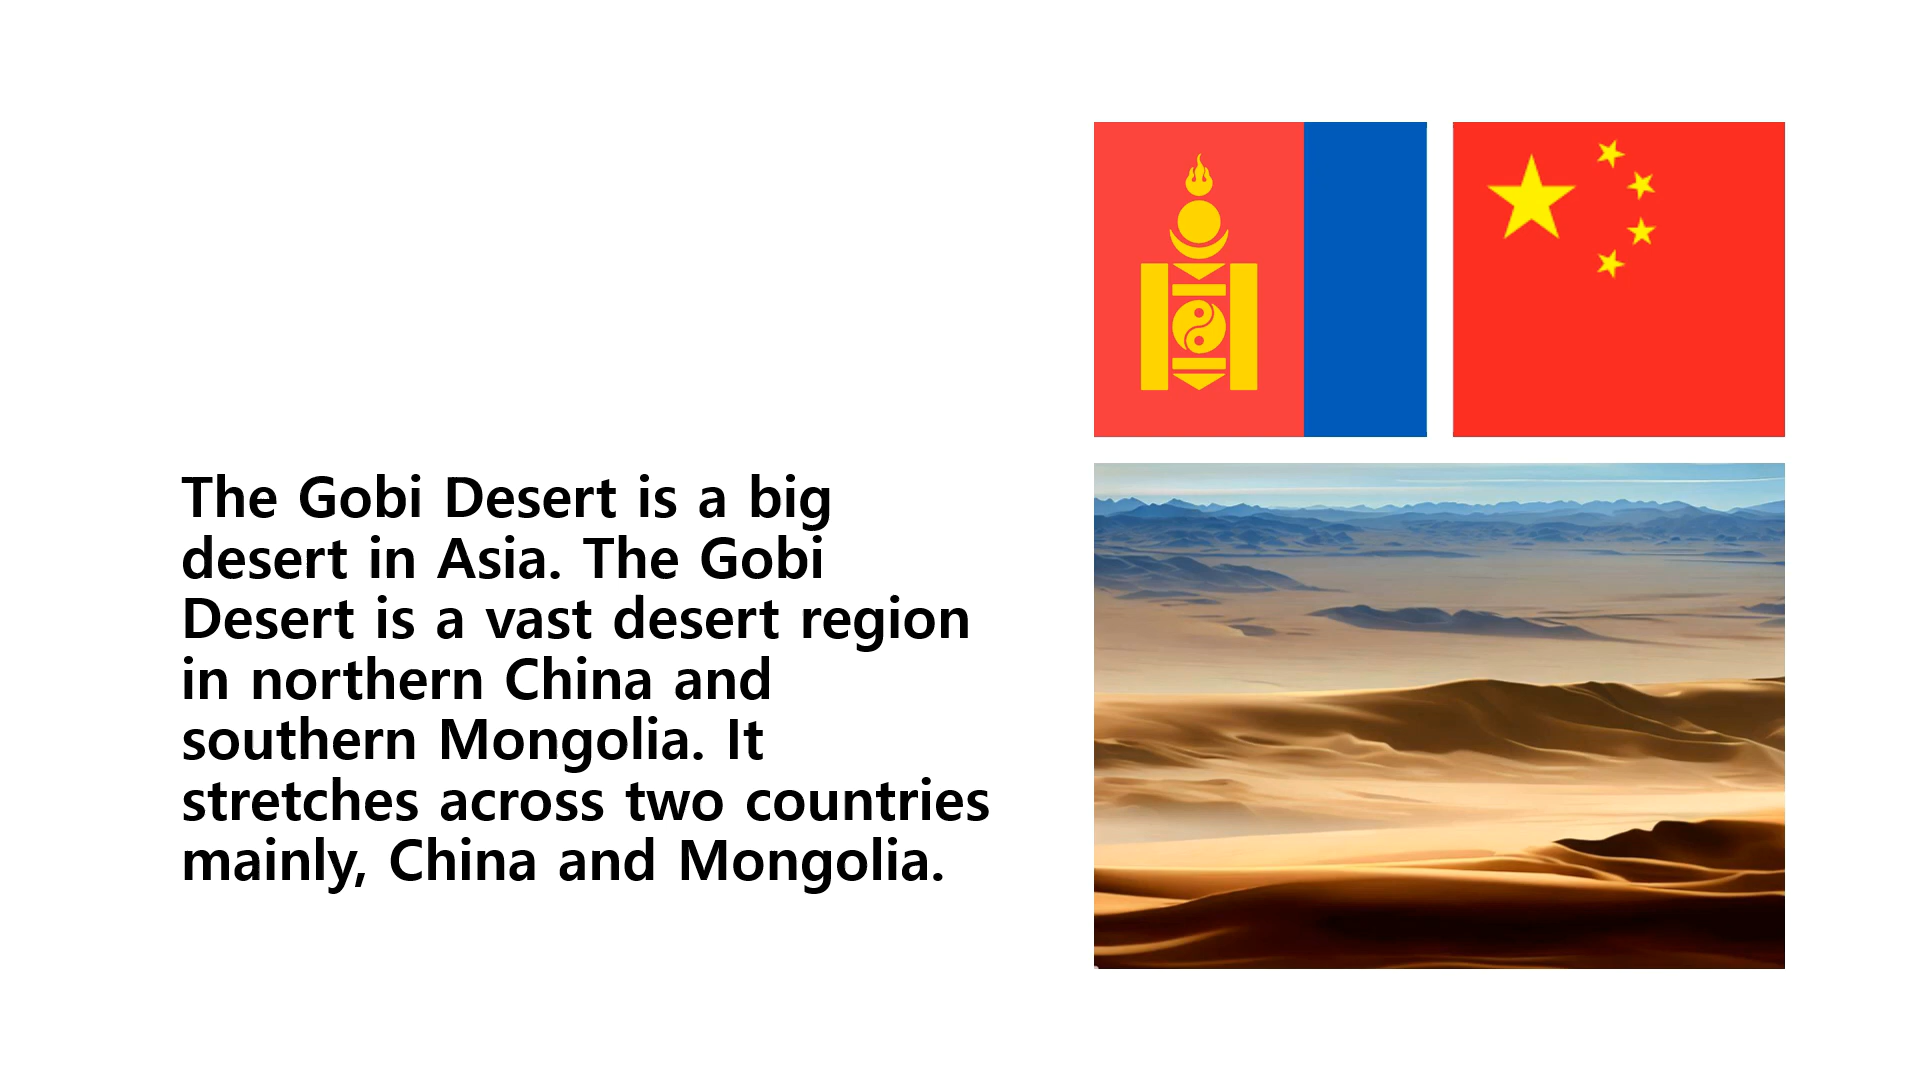 The Gobi Desert is a big
desert in Asia. The Gobi
Desert is a vast desert region
in northern China and
southern Mongolia. It
stretches across two countries
mainly, China and Mongolia.